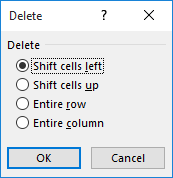 Delete
Delete
Shift cells left
Shift cells up
Entire row
Entire column
OK
Cancel